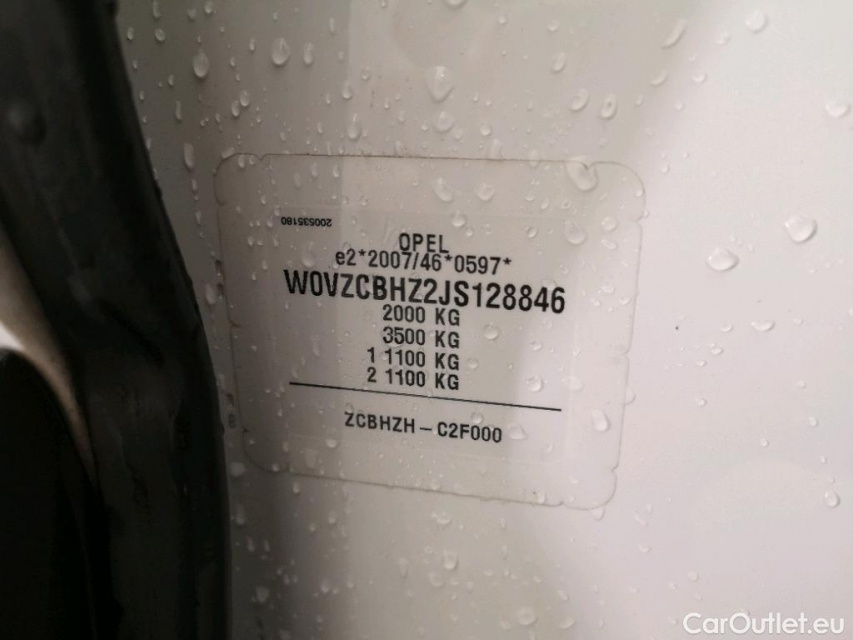 200535180
OPEL
e2*2007/46*0597*
W0VZCBHZ2JS128846
2000 KG
3500 KG
1 1100 KG
2 1100 KG
ZCBHZH-C2F000
CarOutlet.eu